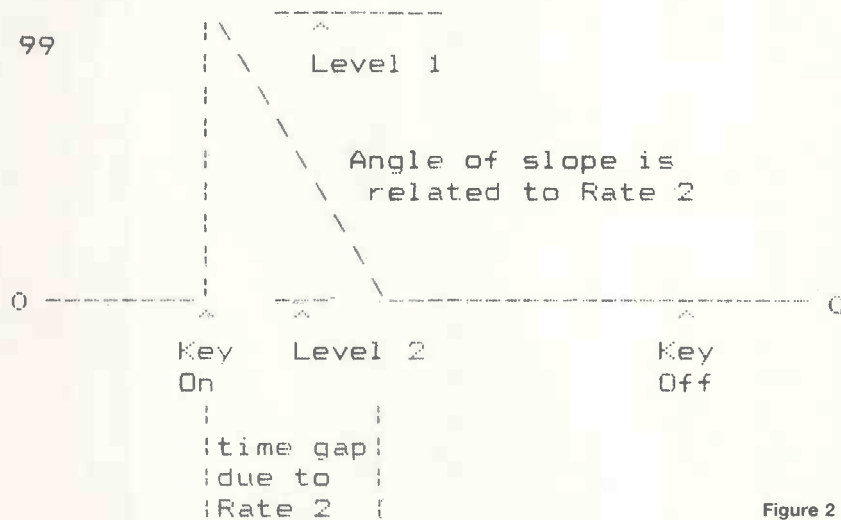 99
Level 1
Angle of slope is
related to Rate 2
0 0
Key Level 2 Key
On Off
time gap
due to
Rate 2
Figure 2